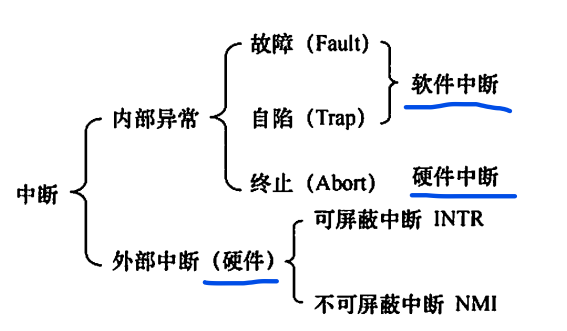 故障（Fault）
软件中断
内部异常
自陷（Trap）
终止（Abort）
硬件中断
中断
可屏蔽中断 INTR
外部中断（硬件）
不可屏蔽中断 NMI